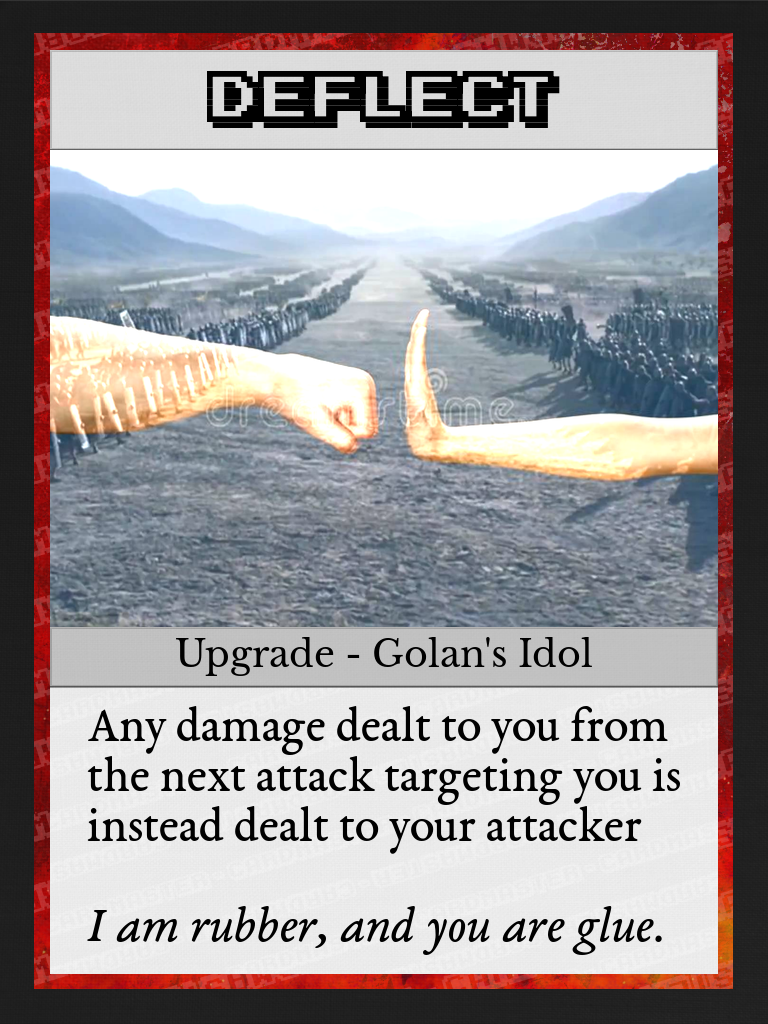 DEFLECT
dreamstime
Upgrade - Golan's Idol
Any damage dealt to you from
the next attack targeting you is
instead dealt to your attacker
I am rubber, and you are glue.